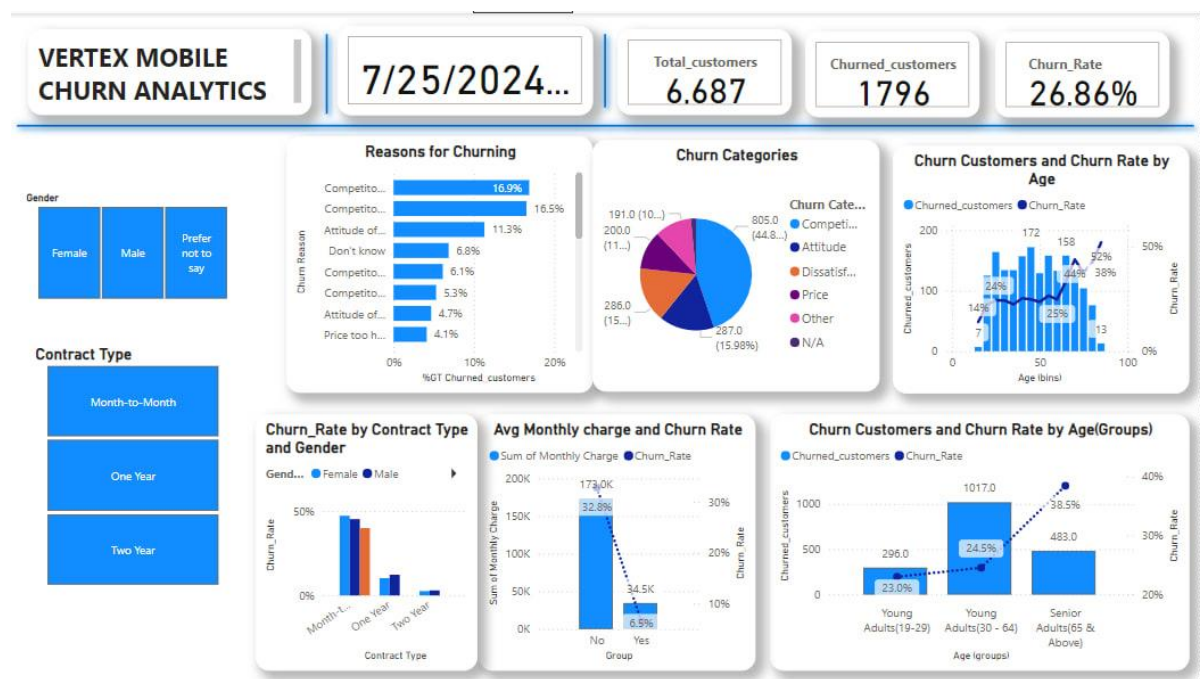 VERTEX MOBILE
CHURN ANALYTICS
7/25/2024...
Total_customers
6,687
Churned_customers
1796
Churn_Rate
26.86%
Gender
Female
Male
Prefer
not to
say
Contract Type
Month-to-Month
One Year
Two Year
Reasons for Churning
Churn Reason
Competito...
16.9%
Competito...
16.5%
Attitude of...
11.3%
Don't know
6.8%
Competito...
6.1%
Competito...
5.3%
Attitude of...
4.7%
Price too h...
4.1%
0%
10%
20%
%GT Churned_customers
Churn Categories
191.0 (10...)
200.0
(11...)
286.0
(15...)
805.0
(44.8...)
287.0
(15.98%)
Churn Cate...
Competi...
Attitude
Dissatisf...
Price
Other
N/A
Churn Customers and Churn Rate by
Age
Churned_customers
Churn_Rate
Churned_customers
200
100
0
172
158
52%
44%
38%
24%
14%
25%
7
13
50%
0%
Churn_Rate
0
50
100
Age (bins)
Churn_Rate by Contract Type
and Gender
Gend...
Female
Male
Churn_Rate
50%
0%
Month-t...
One Year
Two Year
Contract Type
Avg Monthly charge and Churn Rate
Sum of Monthly Charge
Churn_Rate
Sum of Monthly Charge
200K
150K
100K
50K
0K
173.0K
32.8%
34.5K
6.5%
30%
20%
10%
Churn_Rate
No
Yes
Group
Churn Customers and Churn Rate by Age(Groups)
Churned_customers
Churn_Rate
Churned_customers
1000
500
0
296.0
23.0%
1017.0
24.5%
38.5%
483.0
40%
30%
20%
Churn_Rate
Young
Adults(19-29)
Young
Adults(30 - 64)
Senior
Adults(65 &
Above)
Age (groups)